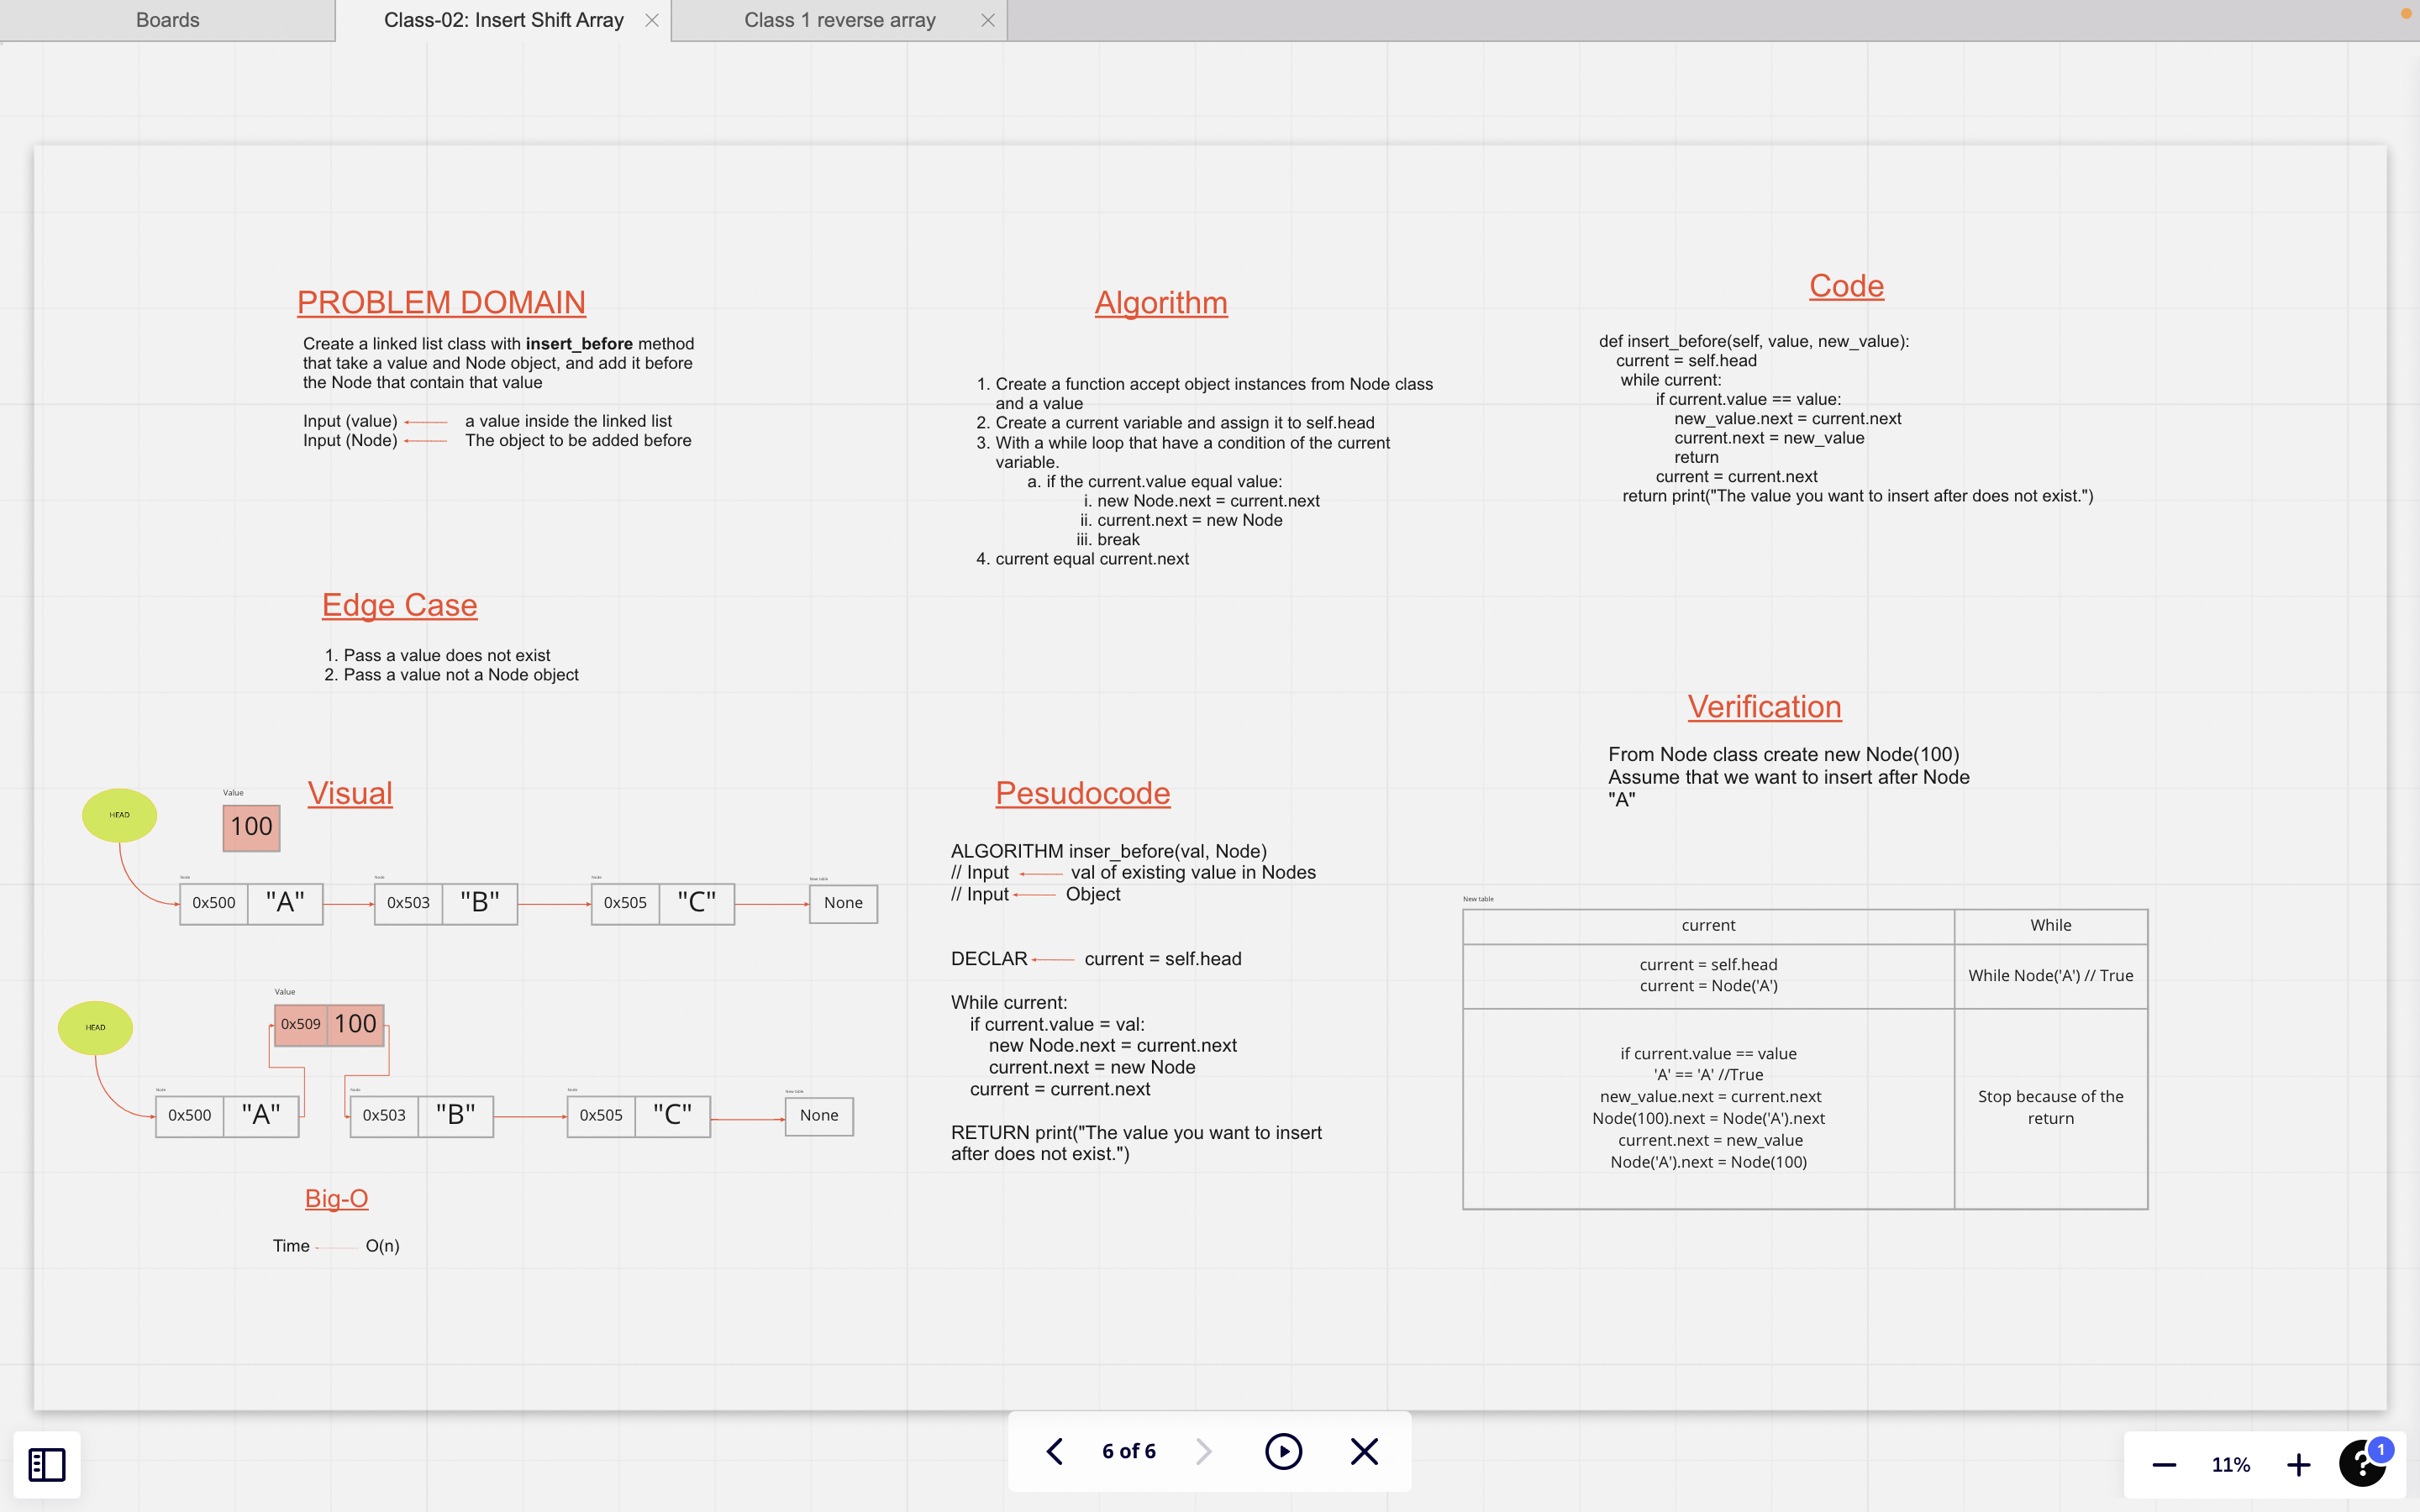 Boards
Class-02: Insert Shift Array
Class 1 reverse array
PROBLEM DOMAIN
Create a linked list class with insert_before method
that take a value and Node object, and add it before
the Node that contain that value
Input (value) a value inside the linked list
Input (Node) The object to be added before
Edge Case
1. Pass a value does not exist
2. Pass a value not a Node object
Visual
HEAD
Value
100
Node
Node
Node
New table
0x500 "A" 0x503 "B" 0x505 "C" None
Value
HEAD
0x509 100
Node
Node
Node
New table
0x500 "A" 0x503 "B" 0x505 "C" None
Big-O
Time O(n)
Algorithm
1. Create a function accept object instances from Node class
and a value
2. Create a current variable and assign it to self.head
3. With a while loop that have a condition of the current
variable.
a. if the current.value equal value:
i. new Node.next = current.next
ii. current.next = new Node
iii. break
4. current equal current.next
Pesudocode
ALGORITHM inser_before(val, Node)
// Input val of existing value in Nodes
// Input Object
DECLAR current = self.head
While current:
if current.value = val:
new Node.next = current.next
current.next = new Node
current = current.next
RETURN print("The value you want to insert
after does not exist.")
Code
def insert_before(self, value, new_value):
current = self.head
while current:
if current.value == value:
new_value.next = current.next
current.next = new_value
return
current = current.next
return print("The value you want to insert after does not exist.")
Verification
From Node class create new Node(100)
Assume that we want to insert after Node
"A"
New table
current While
current = self.head
current = Node('A')
While Node('A') // True
if current.value == value
'A' == 'A' //True
new_value.next = current.next
Node(100).next = Node('A').next
current.next = new_value
Node('A').next = Node(100)
Stop because of the
return
6 of 6
11%
?
1